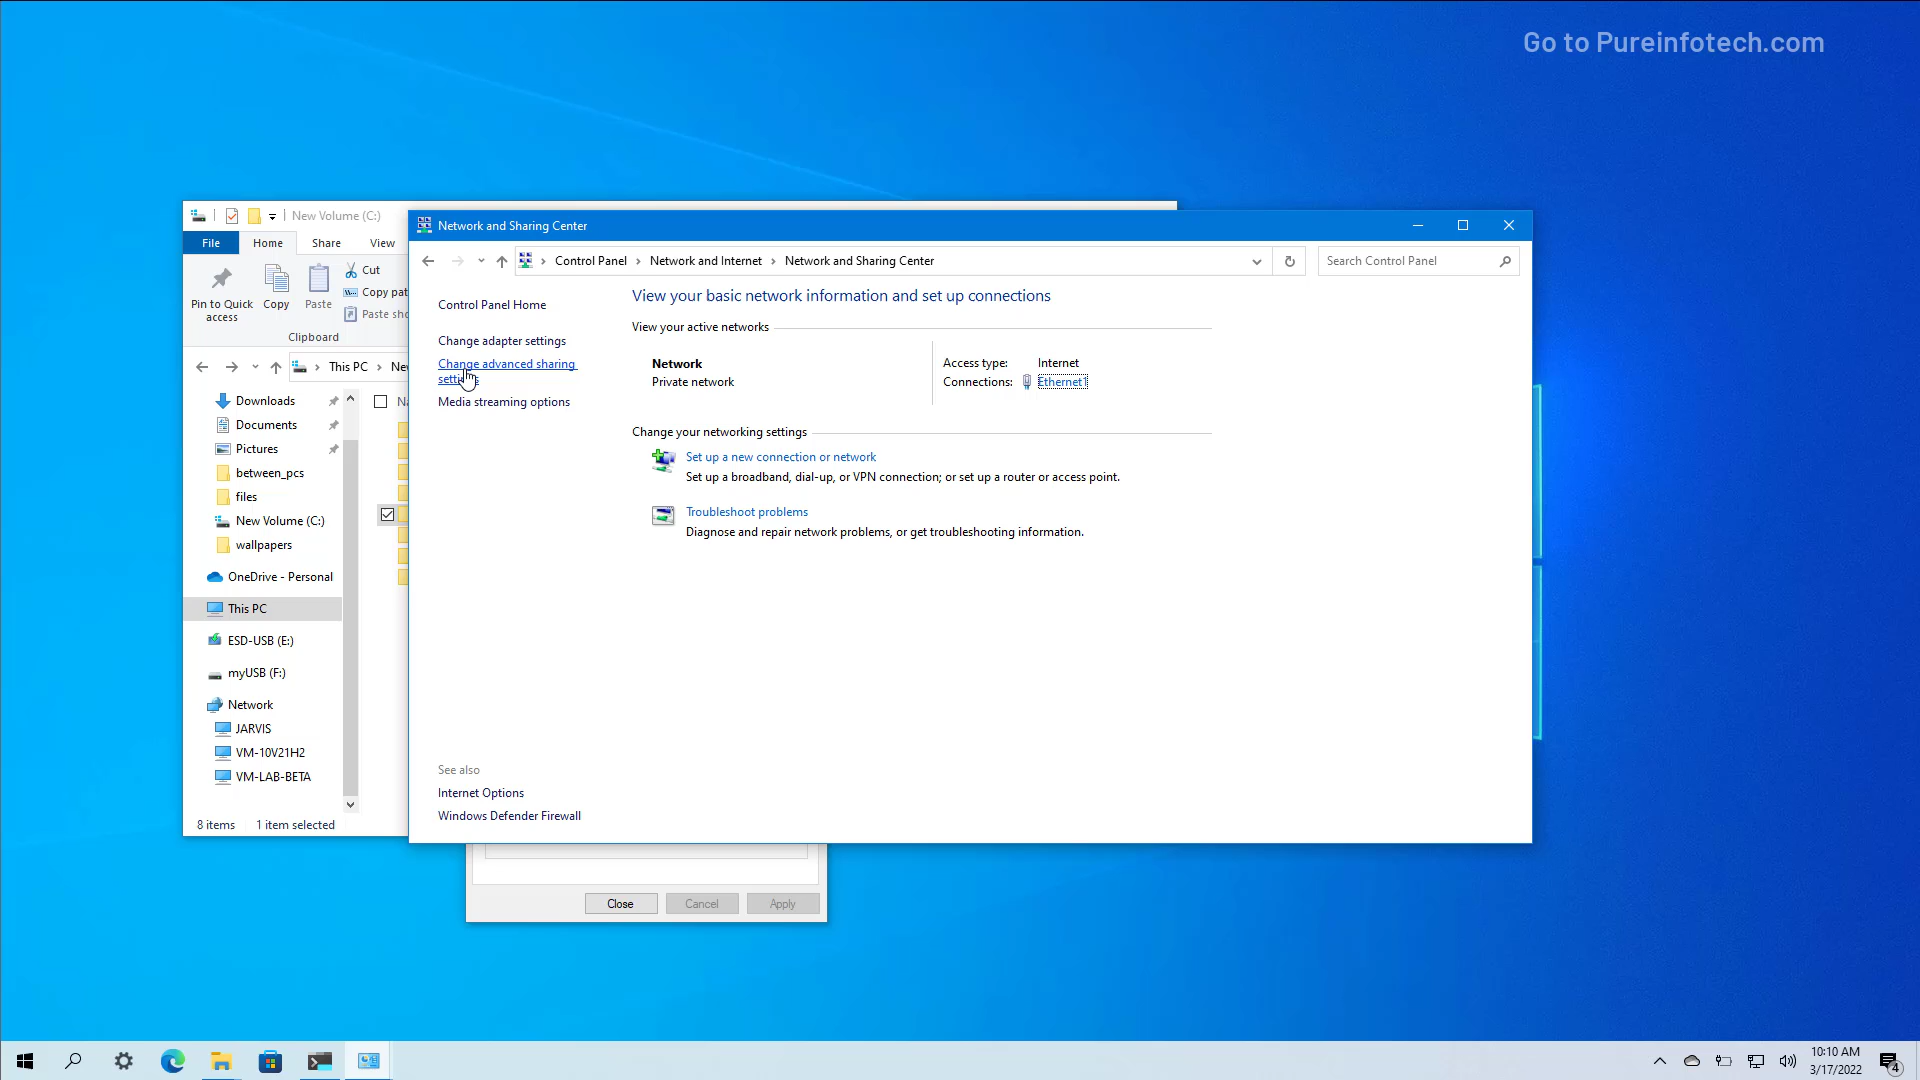 Go to Pureinfotech.com
New Volume (C:)
File
Home
Share
View
Pin to Quick
access
Copy
Paste
Cut
Copy pat
Paste sho
Clipboard
This PC
New
Downloads
Documents
Pictures
between_pcs
files
New Volume (C:)
wallpapers
OneDrive - Personal
This PC
ESD-USB (E:)
myUSB (F:)
Network
JARVIS
VM-10V21H2
VM-LAB-BETA
8 items
1 item selected
Network and Sharing Center
Control Panel
Network and Internet
Network and Sharing Center
Search Control Panel
Control Panel Home
Change adapter settings
Change advanced sharing
settings
Media streaming options
View your basic network information and set up connections
View your active networks
Network
Private network
Access type:
Internet
Connections:
Ethernet1
Change your networking settings
Set up a new connection or network
Set up a broadband, dial-up, or VPN connection; or set up a router or access point.
Troubleshoot problems
Diagnose and repair network problems, or get troubleshooting information.
See also
Internet Options
Windows Defender Firewall
Close
Cancel
Apply
10:10 AM
3/17/2022
4